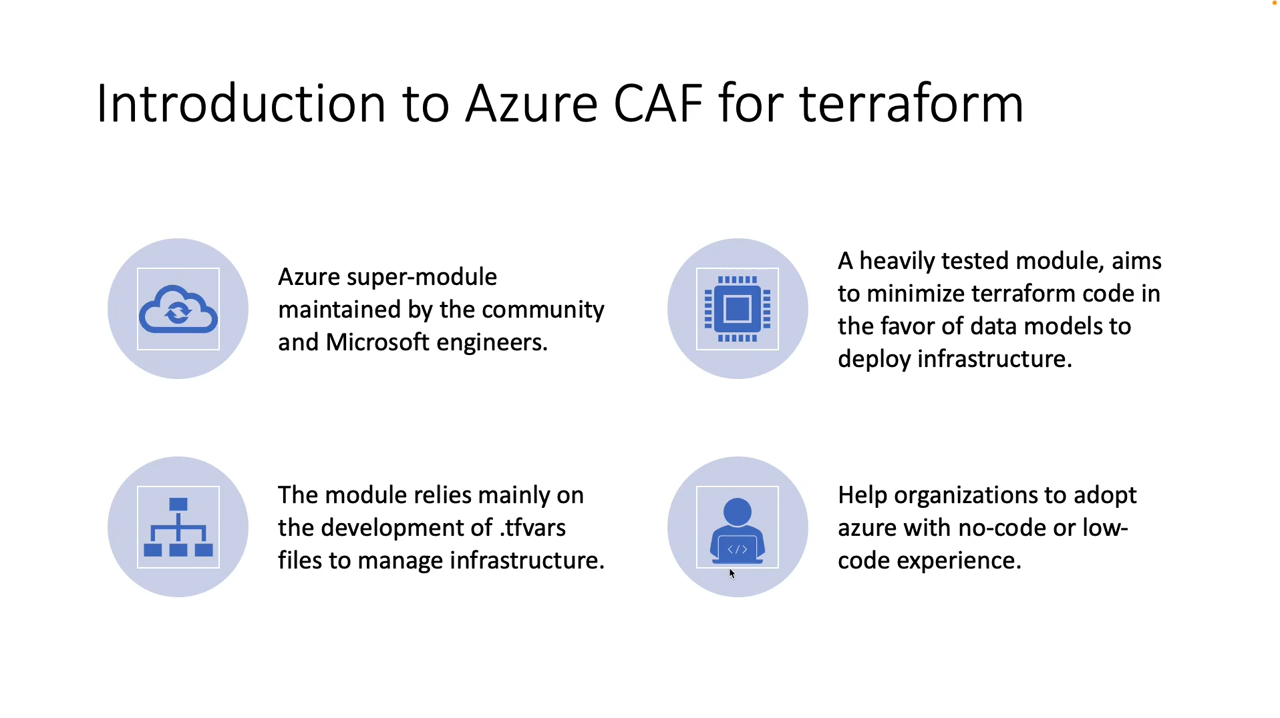 Introduction to Azure CAF for terraform
Azure super-module
maintained by the community
and Microsoft engineers.
A heavily tested module, aims
to minimize terraform code in
the favor of data models to
deploy infrastructure.
The module relies mainly on
the development of .tfvars
files to manage infrastructure.
Help organizations to adopt
azure with no-code or low-
code experience.